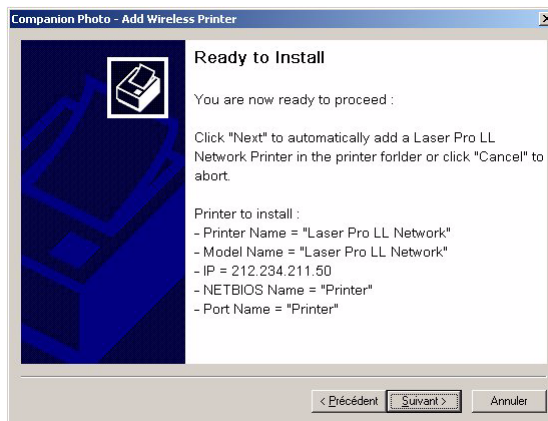 Companion Photo - Add Wireless Printer
Ready to Install
You are now ready to proceed :
Click "Next" to automatically add a Laser Pro LL
Network Printer in the printer forlder or click "Cancel" to
abort.
Printer to install :
- Printer Name = "Laser Pro LL Network"
- Model Name = "Laser Pro LL Network"
- IP = 212.234.211.50
- NETBIOS Name = "Printer"
- Port Name = "Printer"
< Précédent Suivant > Annuler